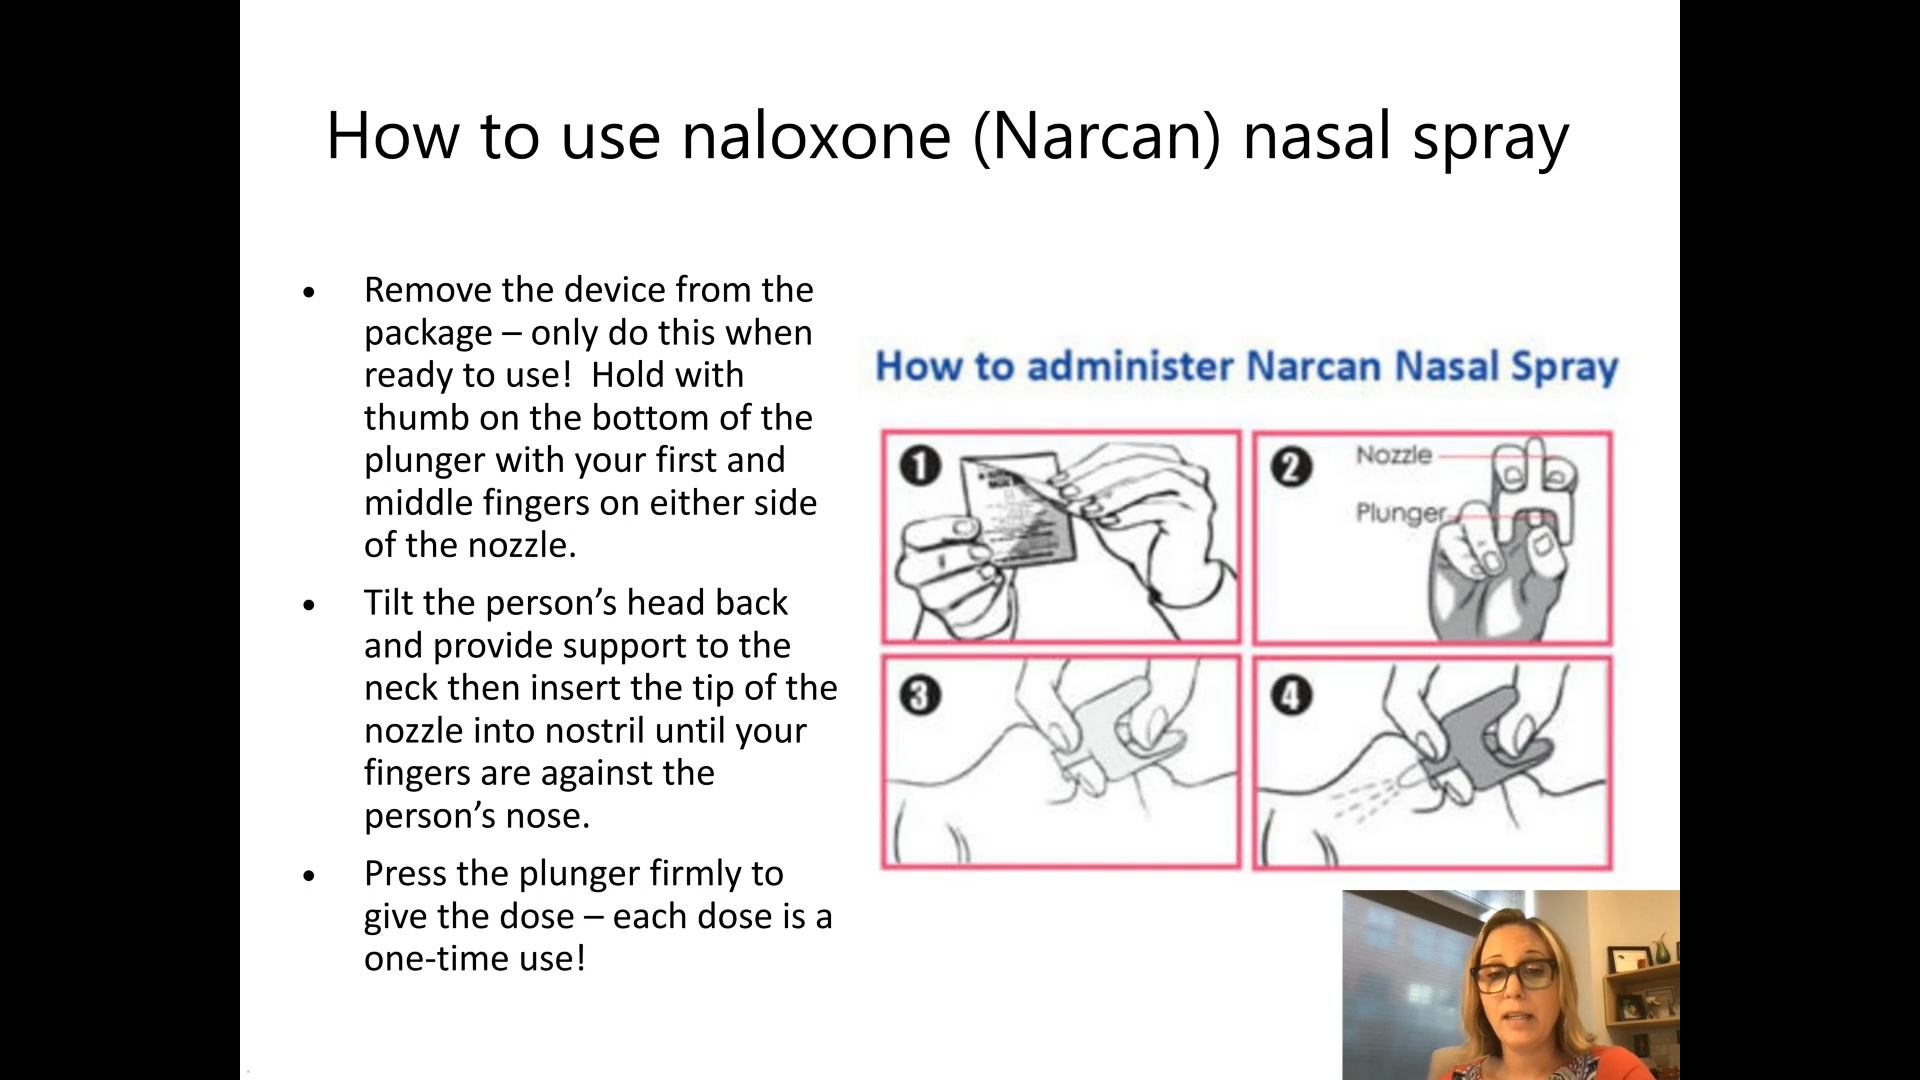 How to use naloxone (Narcan) nasal spray
• Remove the device from the
package – only do this when
ready to use!  Hold with
thumb on the bottom of the
plunger with your first and
middle fingers on either side
of the nozzle.
• Tilt the person’s head back
and provide support to the
neck then insert the tip of the
nozzle into nostril until your
fingers are against the
person’s nose.
• Press the plunger firmly to
give the dose – each dose is a
one-time use!
How to administer Narcan Nasal Spray
1
2
Nozzle
Plunger
3
4